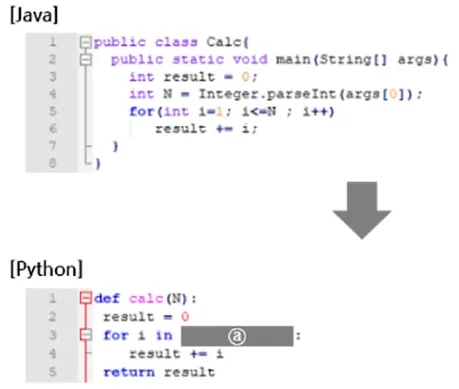 [Java]
1 public class Calc{
2 public static void main(String[] args){
3 int result = 0;
4 int N = Integer.parseInt(args[0]);
5 for(int i=1; i<=N ; i++)
6 result += i;
7 }
8 }
[Python]
1 def calc(N):
2 result = 0
3 for i in ⓐ :
4 result += i
5 return result